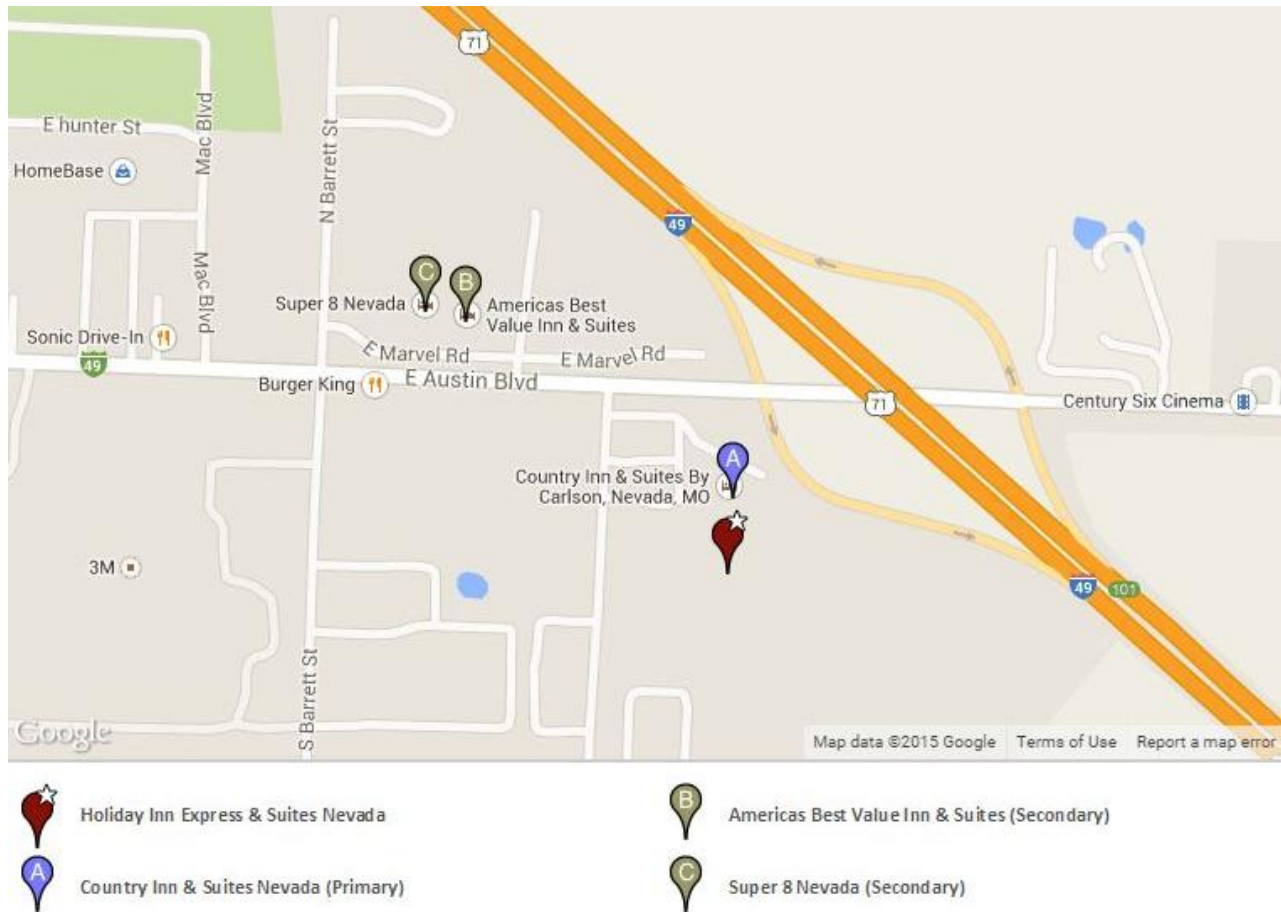 71
E hunter St
Mac Blvd
N Barrett St
HomeBase
49
Mac Blvd
C
B
Super 8 Nevada
Americas Best
Value Inn & Suites
Sonic Drive-In
49
E Marvel Rd
E Marvel Rd
Burger King
E Austin Blvd
71
Century Six Cinema
A
Country Inn & Suites By
Carlson, Nevada, MO
3M
49
101
S Barrett St
Google
Map data ©2015 Google
Terms of Use
Report a map error
Holiday Inn Express & Suites Nevada
B
Americas Best Value Inn & Suites (Secondary)
A
Country Inn & Suites Nevada (Primary)
C
Super 8 Nevada (Secondary)